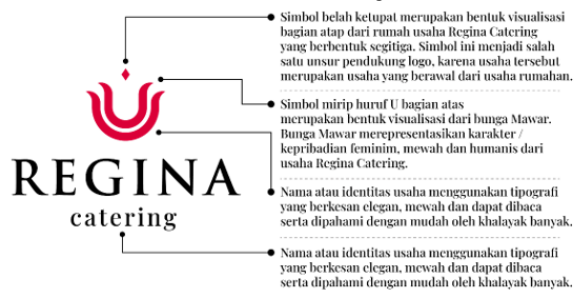 Simbol belah ketupat merupakan bentuk visualisasi
bagian atap dari rumah usaha Regina Catering
yang berbentuk segitiga. Simbol ini menjadi salah
satu unsur pendukung logo, karena usaha tersebut
merupakan usaha yang berawal dari usaha rumahan.
Simbol mirip huruf U bagian atas
merupakan bentuk visualisasi dari bunga Mawar.
Bunga Mawar merepresentasikan karakter /
kepribadian feminim, mewah dan humanis dari
usaha Regina Catering.
REGINA
catering
Nama atau identitas usaha menggunakan tipografi
yang berkesan elegan, mewah dan dapat dibaca
serta dipahami dengan mudah oleh khalayak banyak.
Nama atau identitas usaha menggunakan tipografi
yang berkesan elegan, mewah dan dapat dibaca
serta dipahami dengan mudah oleh khalayak banyak.